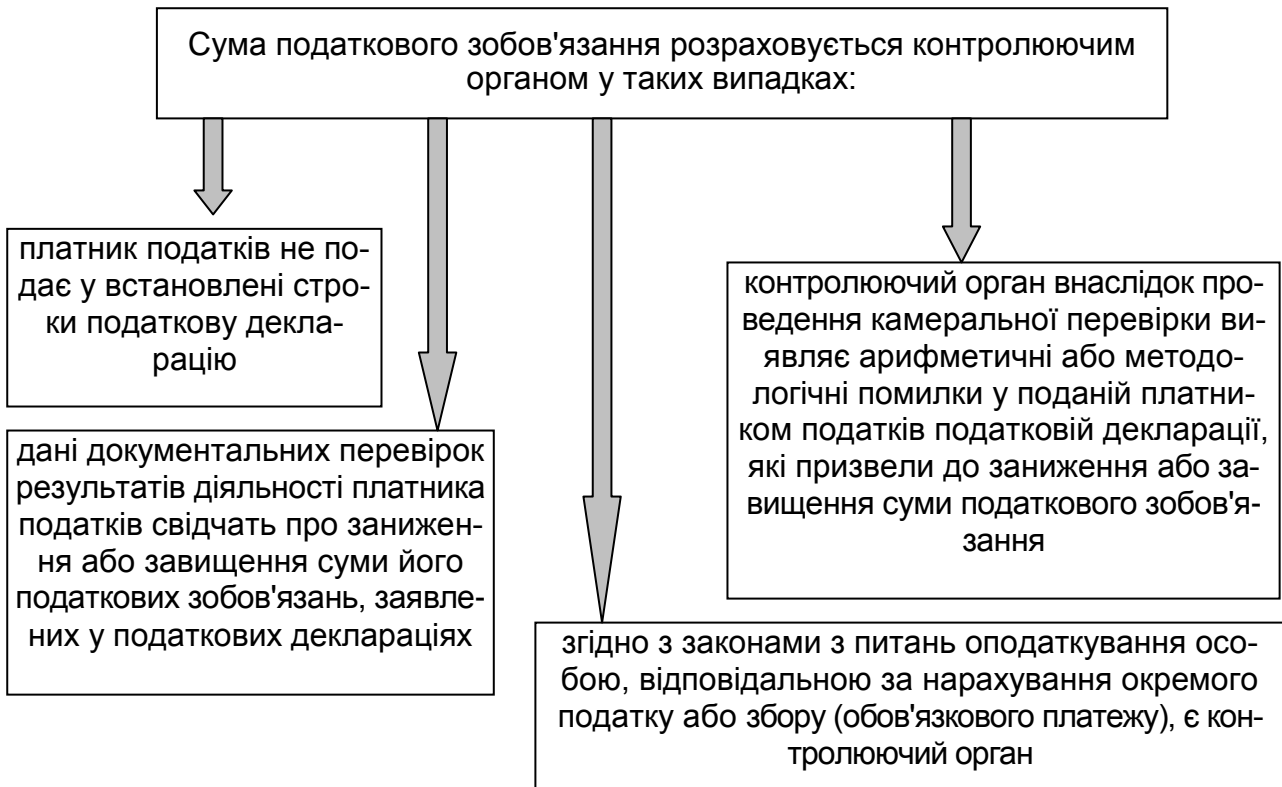 Сума податкового зобов'язання розраховується контролюючим
органом у таких випадках:
платник податків не по-
дає у встановлені стро-
ки податкову декла-
рацію
дані документальних перевірок
результатів діяльності платника
податків свідчать про занижен-
ня або завищення суми його
податкових зобов'язань, заявле-
них у податкових деклараціях
згідно з законами з питань оподаткування осо-
бою, відповідальною за нарахування окремого
податку або збору (обов'язкового платежу), є кон-
тролюючий орган
контролюючий орган внаслідок про-
ведення камеральної перевірки ви-
являє арифметичні або методо-
логічні помилки у поданій платни-
ком податків податковій декларації,
які призвели до заниження або за-
вищення суми податкового зобов'я-
зання